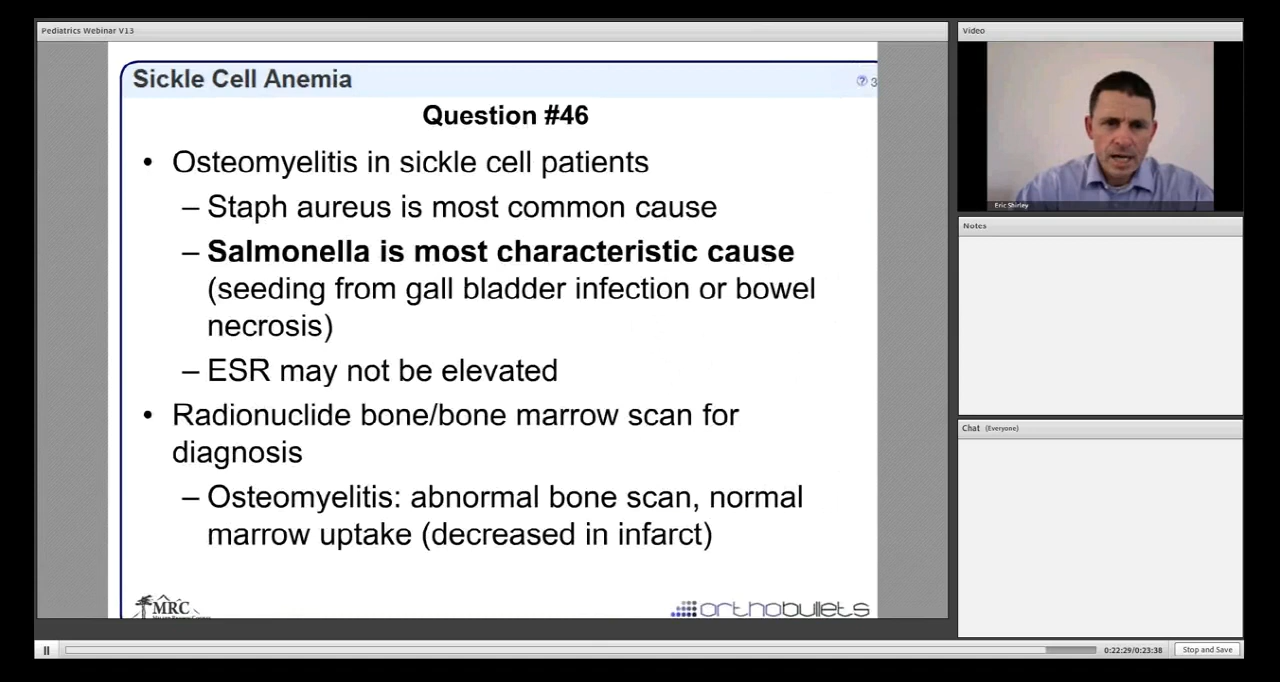 Pediatrics Webinar V13
Sickle Cell Anemia
3
Question #46
• Osteomyelitis in sickle cell patients
– Staph aureus is most common cause
– Salmonella is most characteristic cause
(seeding from gall bladder infection or bowel
necrosis)
– ESR may not be elevated
• Radionuclide bone/bone marrow scan for
diagnosis
– Osteomyelitis: abnormal bone scan, normal
marrow uptake (decreased in infarct)
MRC
orthobullets
Video
Eric Shirley
Notes
Chat (Everyone)
0:22:29/0:23:38
Stop and Save